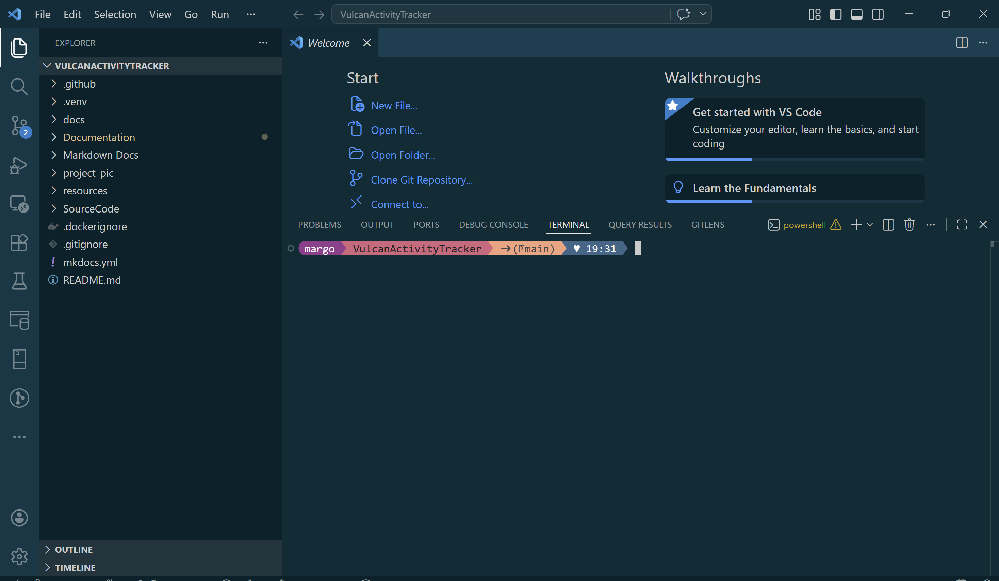 File Edit Selection View Go Run ···
VulcanActivityTracker
EXPLORER
VULCANACTIVITYTRACKER
.github
.venv
docs
Documentation
Markdown Docs
project_pic
resources
SourceCode
.dockerignore
.gitignore
mkdocs.yml
README.md
OUTLINE
TIMELINE
2
Welcome
Start
New File...
Open File...
Open Folder...
Clone Git Repository...
Connect to...
Walkthroughs
Get started with VS Code
Customize your editor, learn the basics, and start
coding
Learn the Fundamentals
PROBLEMS OUTPUT PORTS DEBUG CONSOLE TERMINAL QUERY RESULTS GITLENS powershell
margo VulcanActivityTracker ➜(main) ♥ 19:31